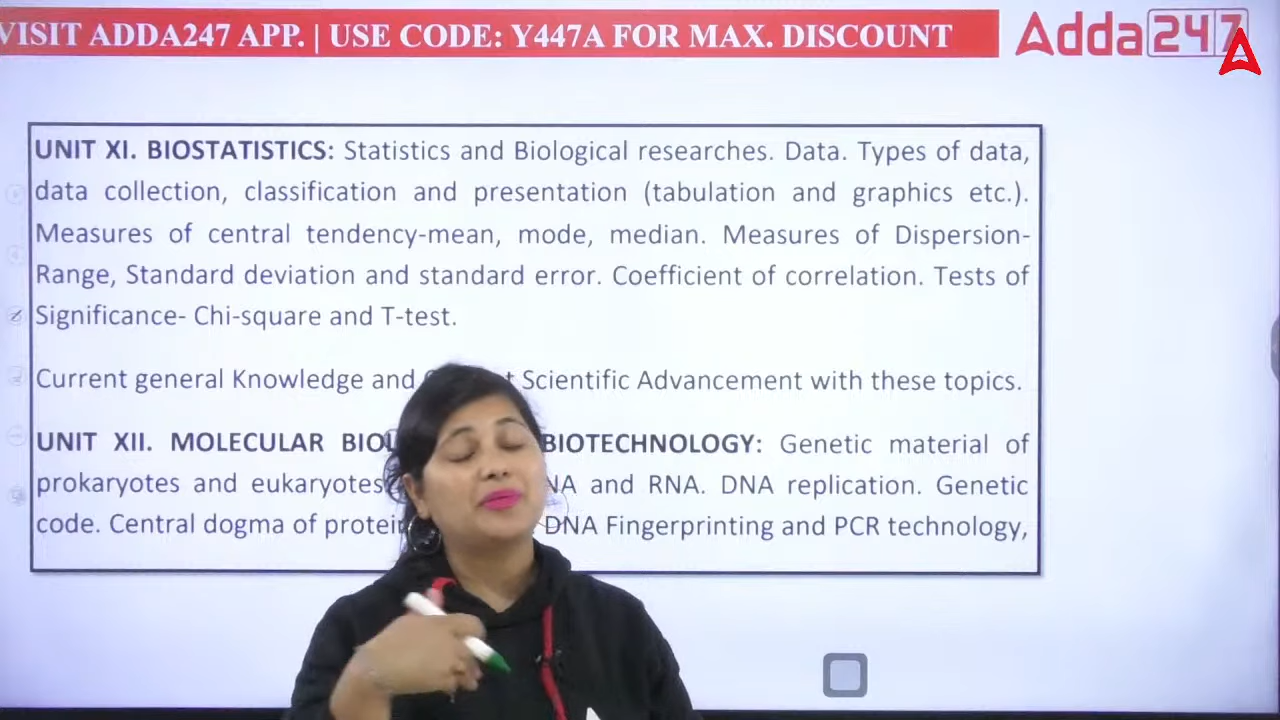 VISIT ADDA247 APP. | USE CODE: Y447A FOR MAX. DISCOUNT
Adda247
UNIT XI. BIOSTATISTICS: Statistics and Biological researches. Data. Types of data,
data collection, classification and presentation (tabulation and graphics etc.).
Measures of central tendency-mean, mode, median. Measures of Dispersion-
Range, Standard deviation and standard error. Coefficient of correlation. Tests of
Significance- Chi-square and T-test.
Current general Knowledge and Scientific Advancement with these topics.
UNIT XII. MOLECULAR BIOTECHNOLOGY: Genetic material of
prokaryotes and eukaryotes and RNA. DNA replication. Genetic
code. Central dogma of DNA Fingerprinting and PCR technology,